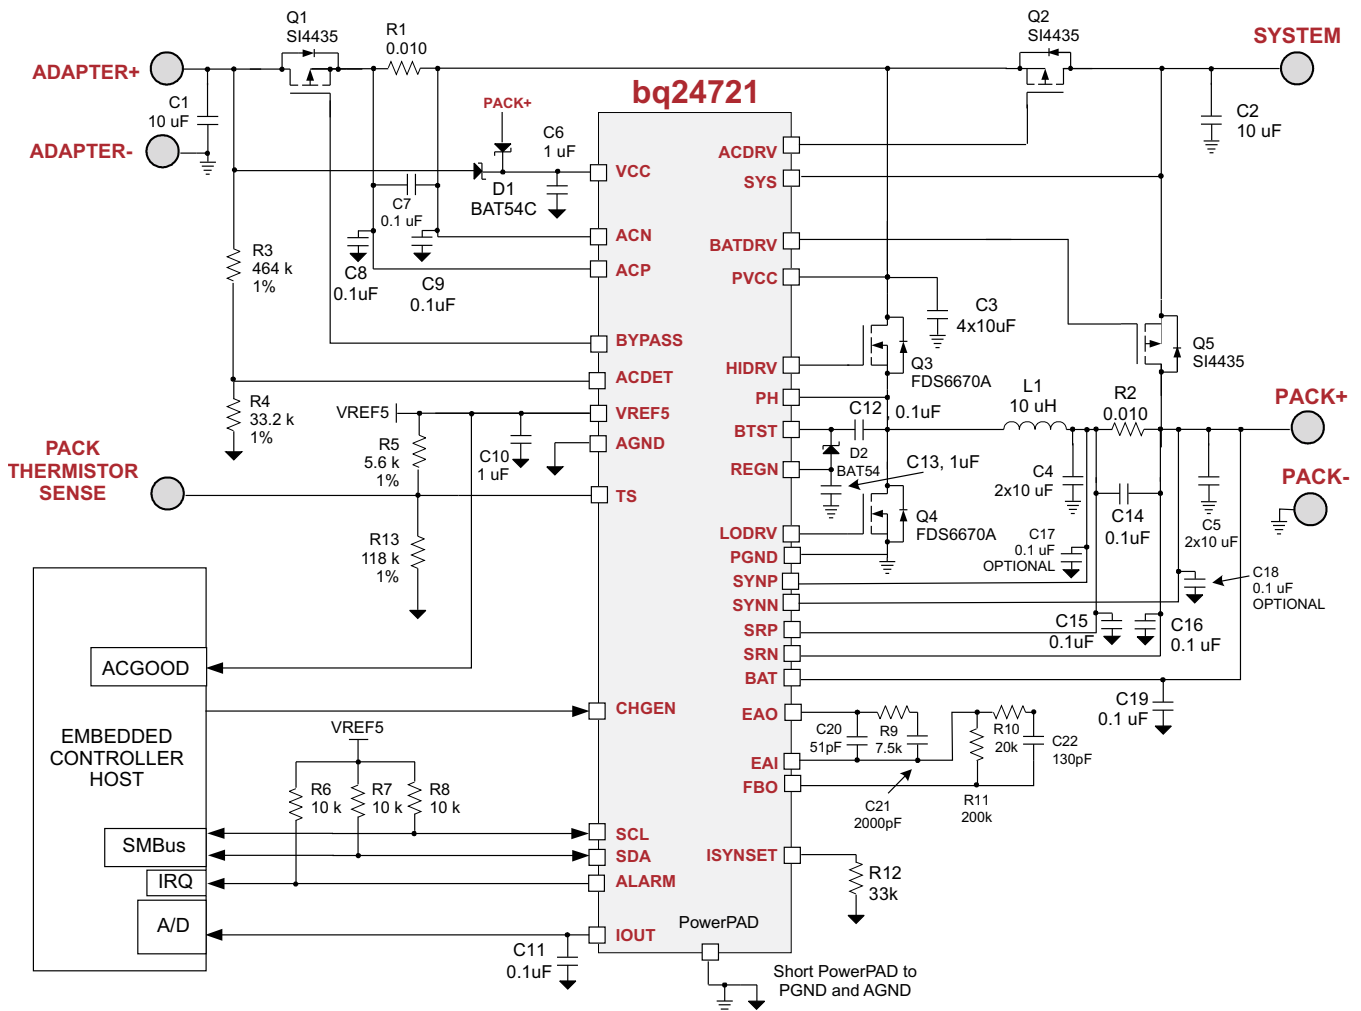 Q1
SI4435
R1
0.010
Q2
SI4435
SYSTEM
ADAPTER+
C1
10 uF
ADAPTER-
PACK+
C6
1 uF
bq24721
C2
10 uF
D1
BAT54C
C7
0.1 uF
C8
0.1uF
C9
0.1uF
R3
464 k
1%
R4
33.2 k
1%
VCC
ACN
ACP
BYPASS
ACDET
VREF5
AGND
TS
CHGEN
SCL
SDA
ALARM
IOUT
ACDRV
SYS
BATDRV
PVCC
HIDRV
PH
BTST
REGN
LODRV
PGND
SYNP
SYNN
SRP
SRN
BAT
EAO
EAI
FBO
ISYNSET
PowerPAD
C3
4x10uF
Q3
FDS6670A
Q5
SI4435
C12
0.1uF
L1
10 uH
R2
0.010
PACK+
PACK-
D2
BAT54
C13, 1uF
C4
2x10 uF
C14
0.1uF
C5
2x10 uF
Q4
FDS6670A
C17
0.1 uF
OPTIONAL
C18
0.1 uF
OPTIONAL
C15
0.1uF
C16
0.1 uF
C19
0.1 uF
VREF5
R5
5.6 k
1%
C10
1 uF
PACK
THERMISTOR
SENSE
R13
118 k
1%
ACGOOD
EMBEDDED
CONTROLLER
HOST
VREF5
R6
10 k
R7
10 k
R8
10 k
SMBus
IRQ
A/D
C11
0.1uF
C20
51pF
R9
7.5k
R10
20k
C22
130pF
C21
2000pF
R11
200k
R12
33k
Short PowerPAD to
PGND and AGND